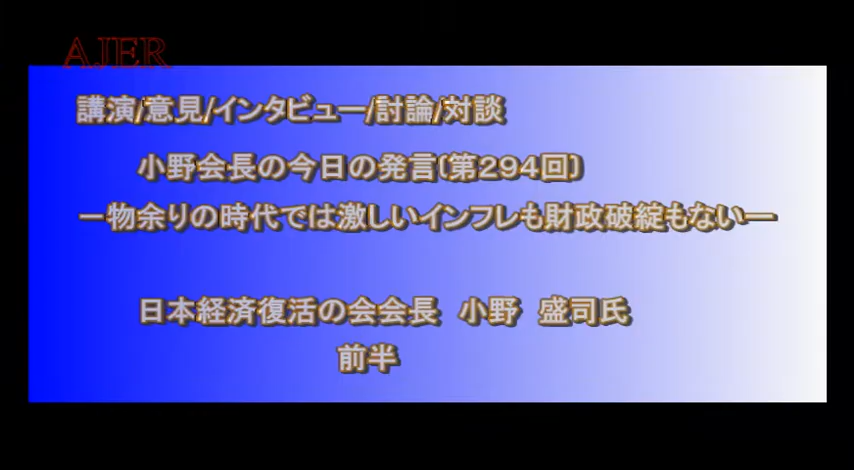 AJER
講演/意見/インタビュー/討論/対談
小野会長の今日の発言(第294回)
ー物余りの時代では激しいインフレも財政破綻もないー
日本経済復活の会会長 小野 盛司氏
前半